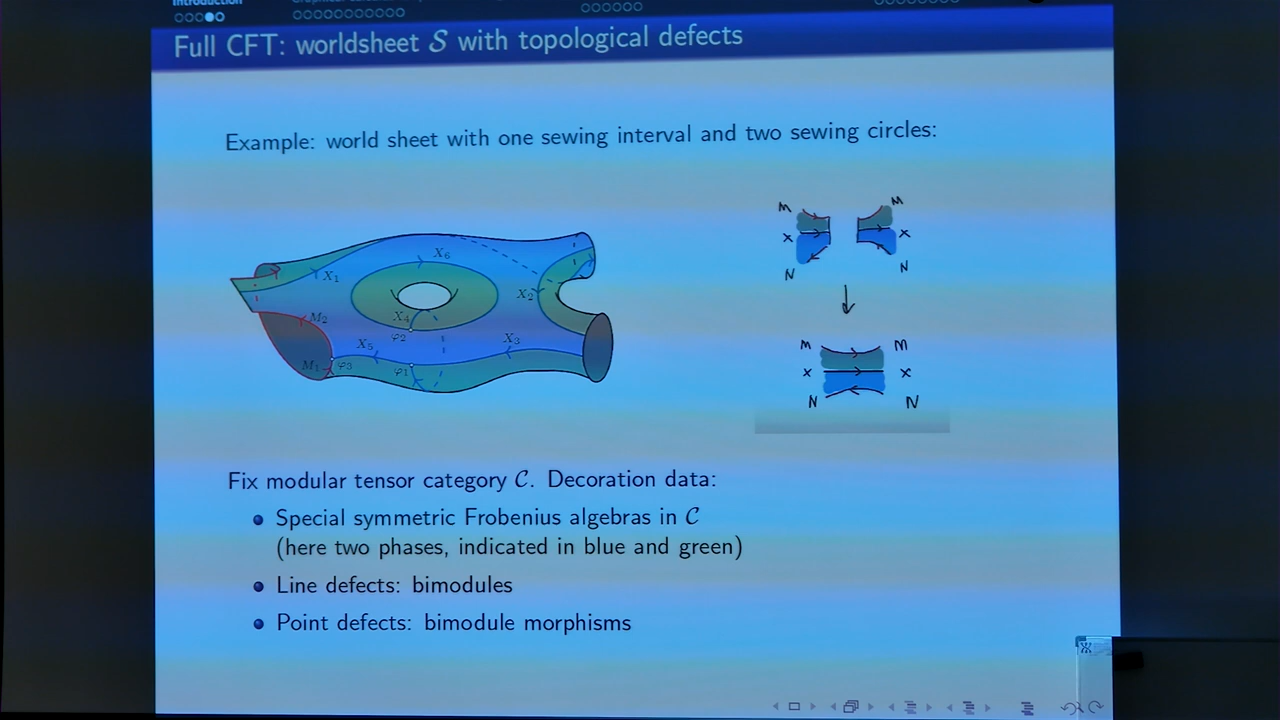 Introduction
Full CFT: worldsheet S with topological defects
Example: world sheet with one sewing interval and two sewing circles:
X₁
X₆
X₂
M₂
X₄
φ₂
X₅
X₃
M₁
φ₃
φ₁
M M
X X
N N
M M
X X
N N
Fix modular tensor category C. Decoration data:
Special symmetric Frobenius algebras in C
(here two phases, indicated in blue and green)
Line defects: bimodules
Point defects: bimodule morphisms
Ж